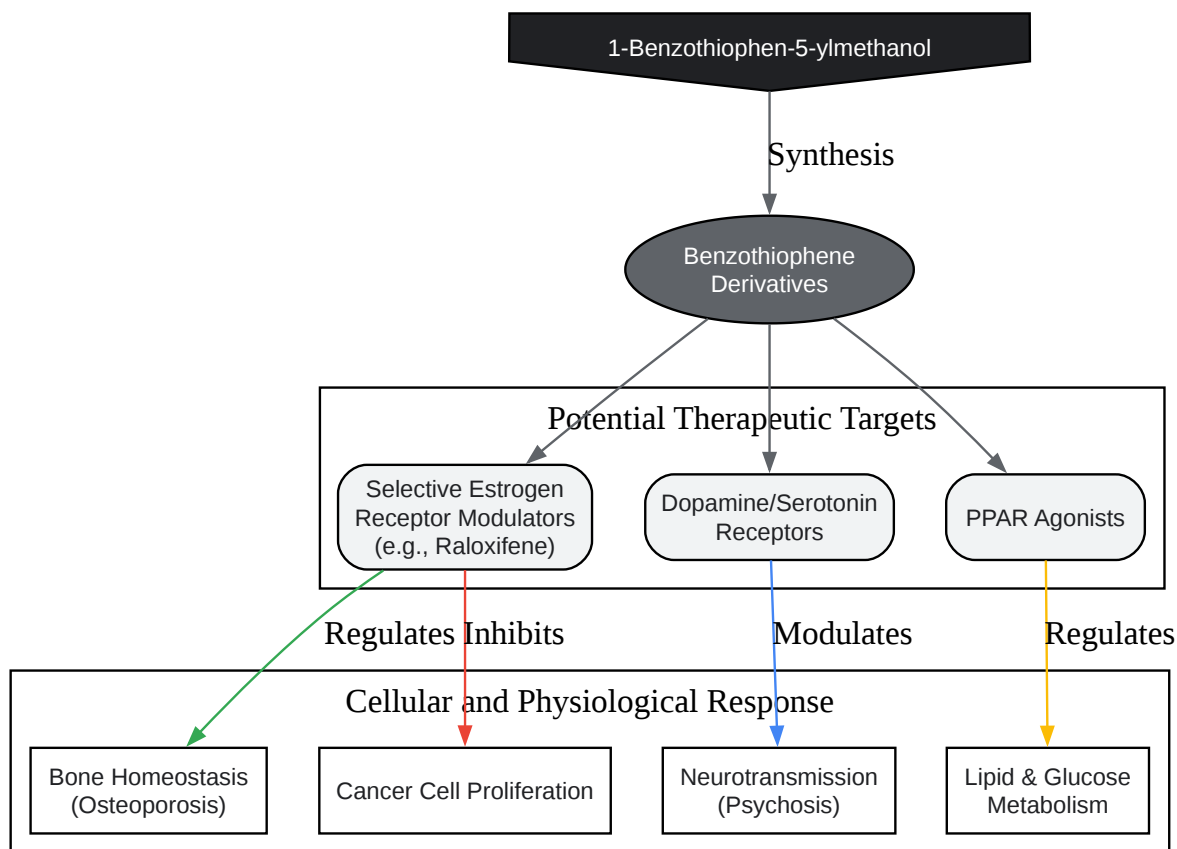 1-Benzothiophen-5-ylmethanol
Synthesis
Benzothiophene
Derivatives
Potential Therapeutic Targets
Selective Estrogen
Receptor Modulators
(e.g., Raloxifene)
Dopamine/Serotonin
Receptors
PPAR Agonists
Regulates
Inhibits
Modulates
Regulates
Cellular and Physiological Response
Bone Homeostasis
(Osteoporosis)
Cancer Cell Proliferation
Neurotransmission
(Psychosis)
Lipid & Glucose
Metabolism